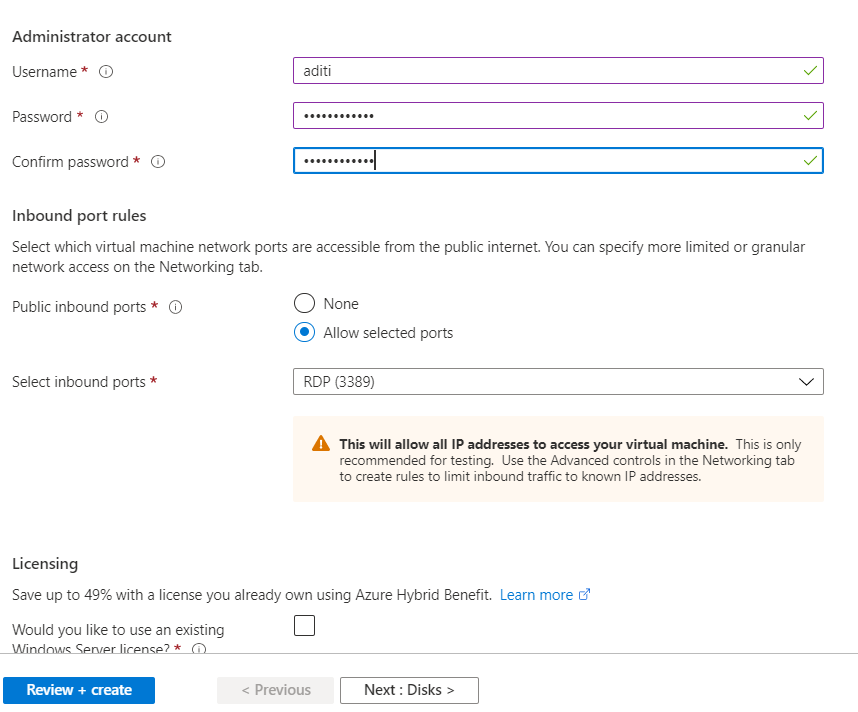 Administrator account
Username *
aditi
Password *
••••••••••••
Confirm password *
••••••••••••
Inbound port rules
Select which virtual machine network ports are accessible from the public internet. You can specify more limited or granular
network access on the Networking tab.
Public inbound ports *
None
Allow selected ports
Select inbound ports *
RDP (3389)
This will allow all IP addresses to access your virtual machine. This is only
recommended for testing. Use the Advanced controls in the Networking tab
to create rules to limit inbound traffic to known IP addresses.
Licensing
Save up to 49% with a license you already own using Azure Hybrid Benefit. Learn more
Would you like to use an existing
Windows Server license? *
Review + create
< Previous
Next : Disks >